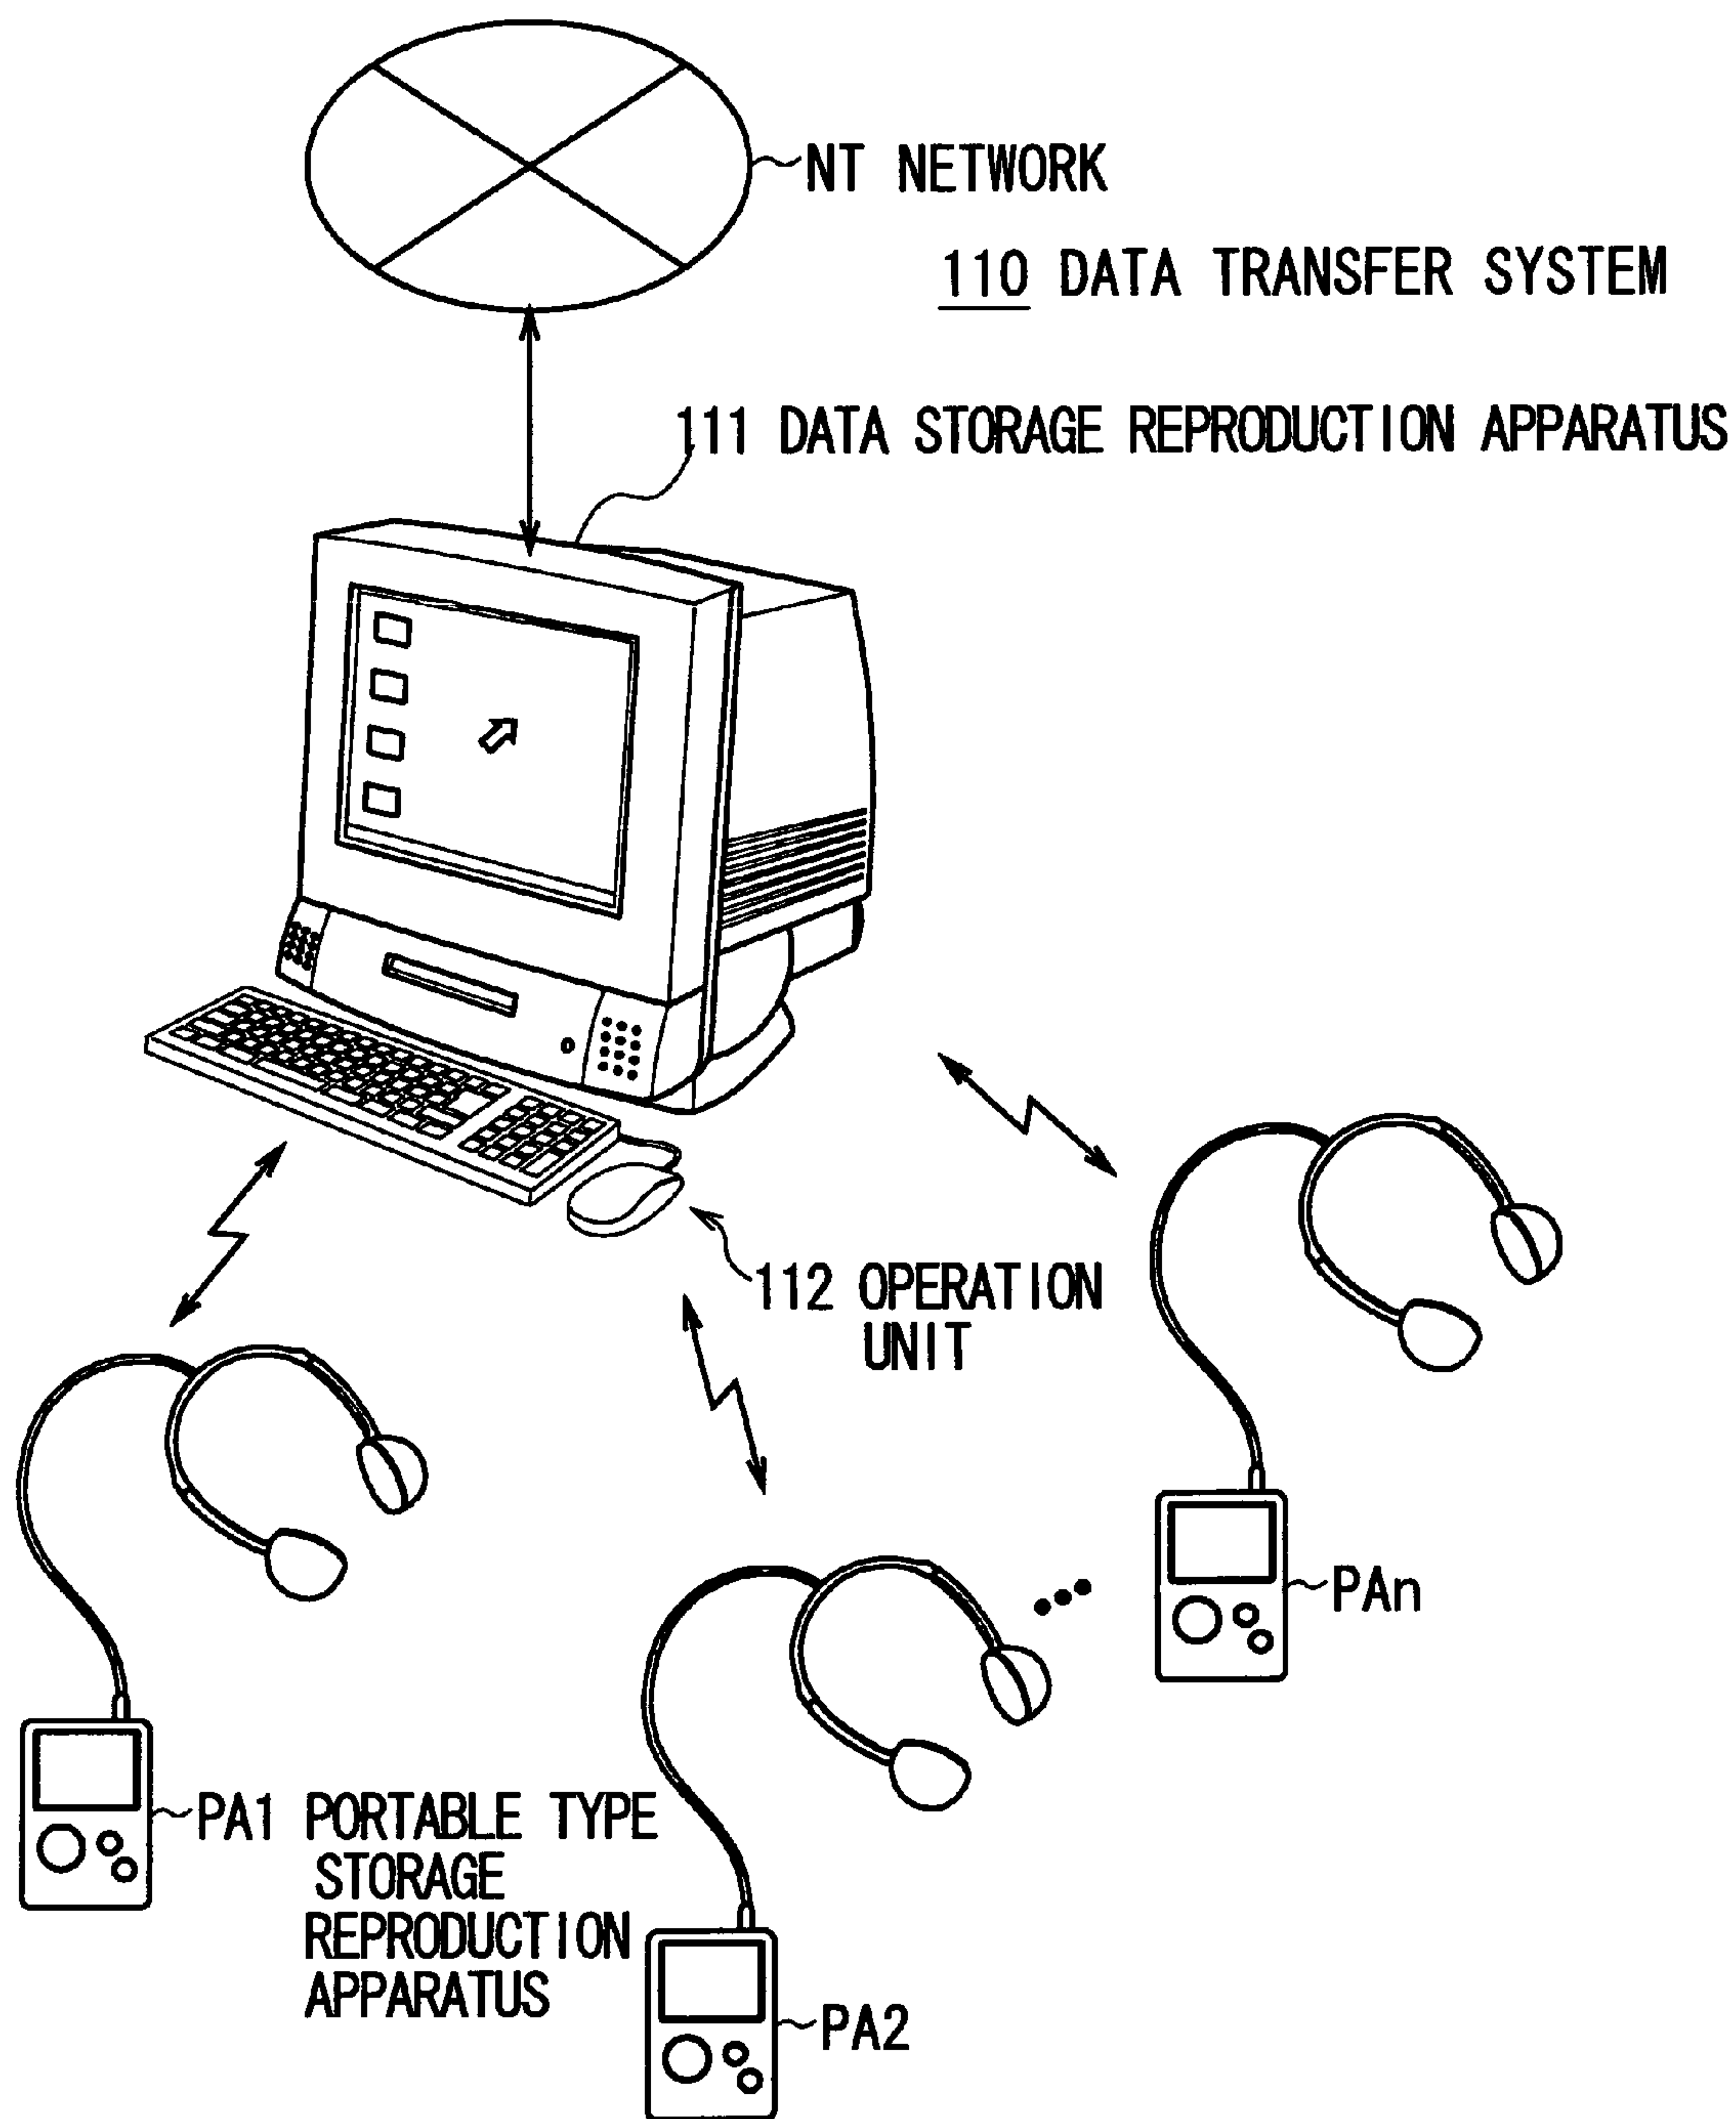 NT NETWORK
110 DATA TRANSFER SYSTEM
111 DATA STORAGE REPRODUCTION APPARATUS
112 OPERATION
UNIT
PAn
PA1 PORTABLE TYPE
STORAGE
REPRODUCTION
APPARATUS
PA2